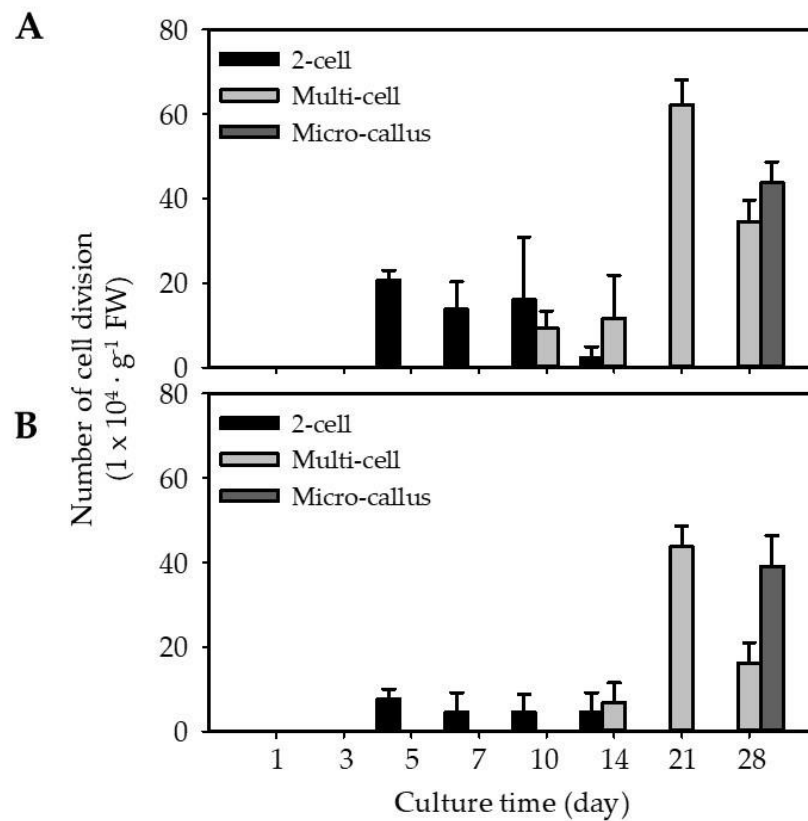 A
80
60
40
20
0
2-cell
Multi-cell
Micro-callus
Number of cell division
(1 x 10⁴ · g⁻¹ FW)
B
80
60
40
20
0
2-cell
Multi-cell
Micro-callus
1 3 5 7 10 14 21 28
Culture time (day)